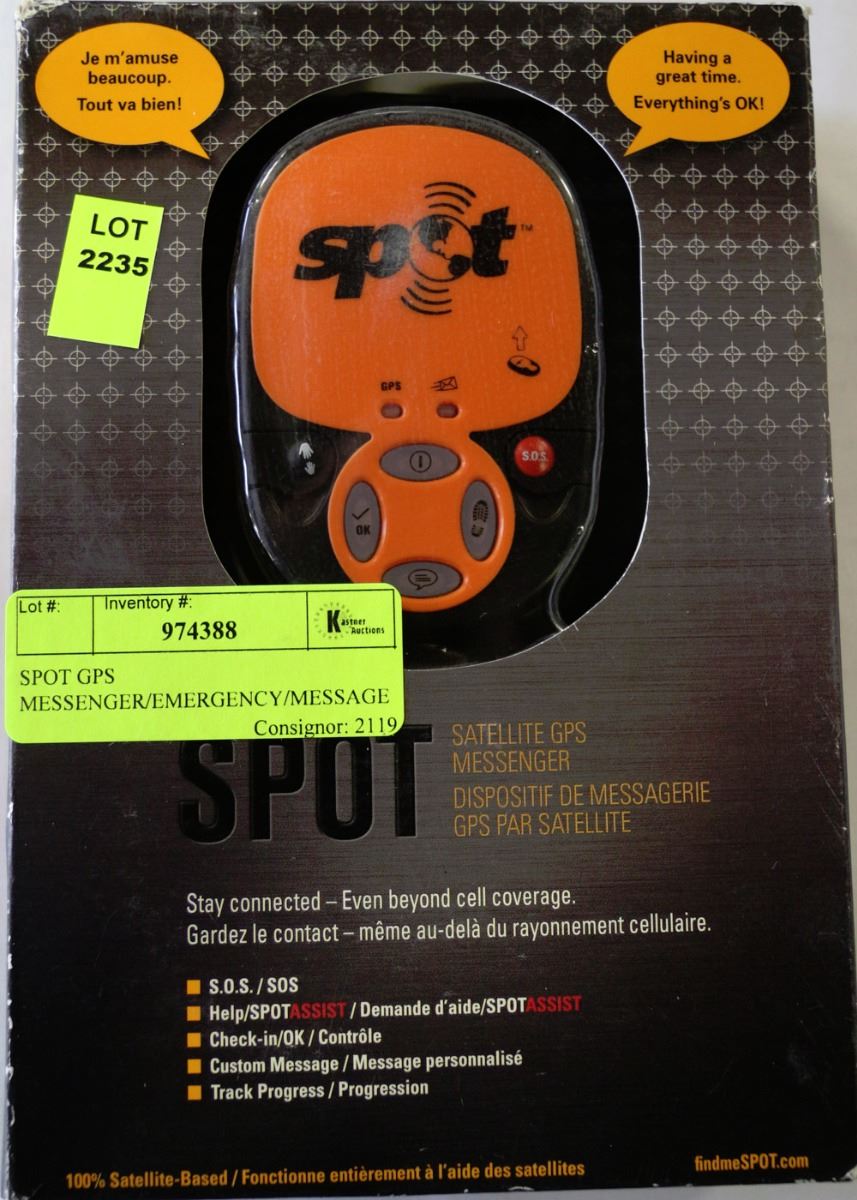 Je m'amuse
beaucoup.
Tout va bien!
Having a
great time.
Everything's OK!
LOT
2235
spot™
GPS
S.O.S.
OK
Lot #:
Inventory #:
974388
Kastner
Auctions
SPOT GPS
MESSENGER/EMERGENCY/MESSAGE
Consignor: 2119
SPOT
SATELLITE GPS
MESSENGER
DISPOSITIF DE MESSAGERIE
GPS PAR SATELLITE
Stay connected – Even beyond cell coverage.
Gardez le contact – même au-delà du rayonnement cellulaire.
S.O.S. / SOS
Help/SPOTASSIST / Demande d'aide/SPOTASSIST
Check-in/OK / Contrôle
Custom Message / Message personnalisé
Track Progress / Progression
100% Satellite-Based / Fonctionne entièrement à l'aide des satellites
findmeSPOT.com